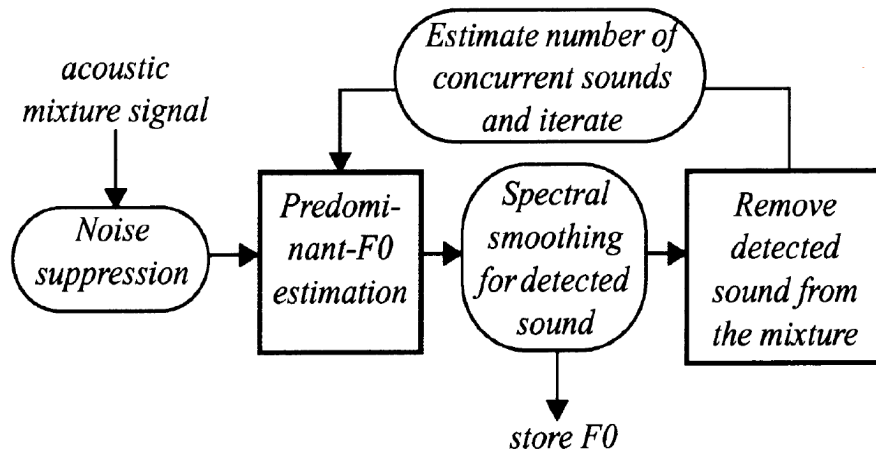 acoustic
mixture signal
Noise
suppression
Predomi-
nant-F0
estimation
Spectral
smoothing
for detected
sound
store F0
Remove
detected
sound from
the mixture
Estimate number of
concurrent sounds
and iterate